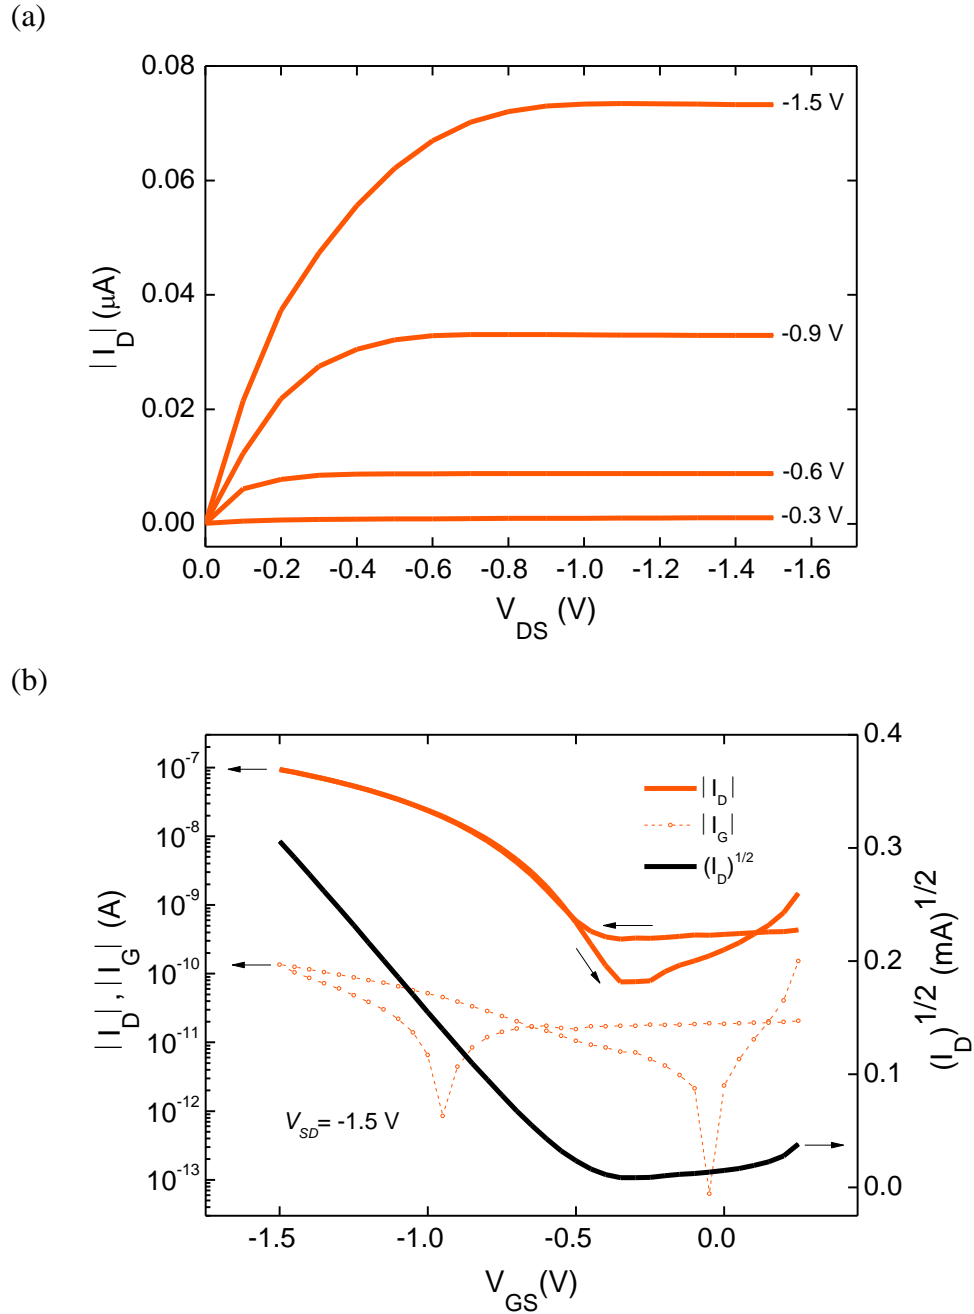 (a)
0.08
-1.5 V
0.06
|I_D| (μA)
0.04
-0.9 V
0.02
-0.6 V
-0.3 V
0.00
0.0 -0.2 -0.4 -0.6 -0.8 -1.0 -1.2 -1.4 -1.6
V_DS (V)
(b)
0.4
10^-7
|I_D|
|I_G|
(I_D)^1/2
10^-8
0.3
10^-9
|I_D|, |I_G| (A)
10^-10
0.2
(I_D)^1/2 (mA)^1/2
10^-11
0.1
10^-12
V_SD= -1.5 V
10^-13
0.0
-1.5 -1.0 -0.5 0.0
V_GS(V)